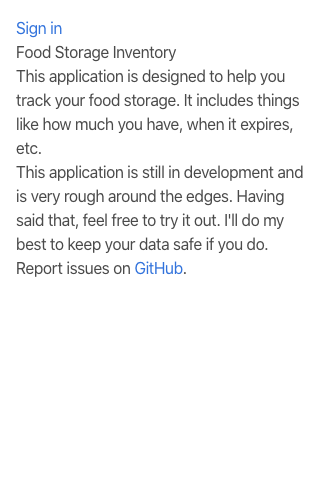 Sign in
Food Storage Inventory
This application is designed to help you
track your food storage. It includes things
like how much you have, when it expires,
etc.
This application is still in development and
is very rough around the edges. Having
said that, feel free to try it out. I'll do my
best to keep your data safe if you do.
Report issues on GitHub.